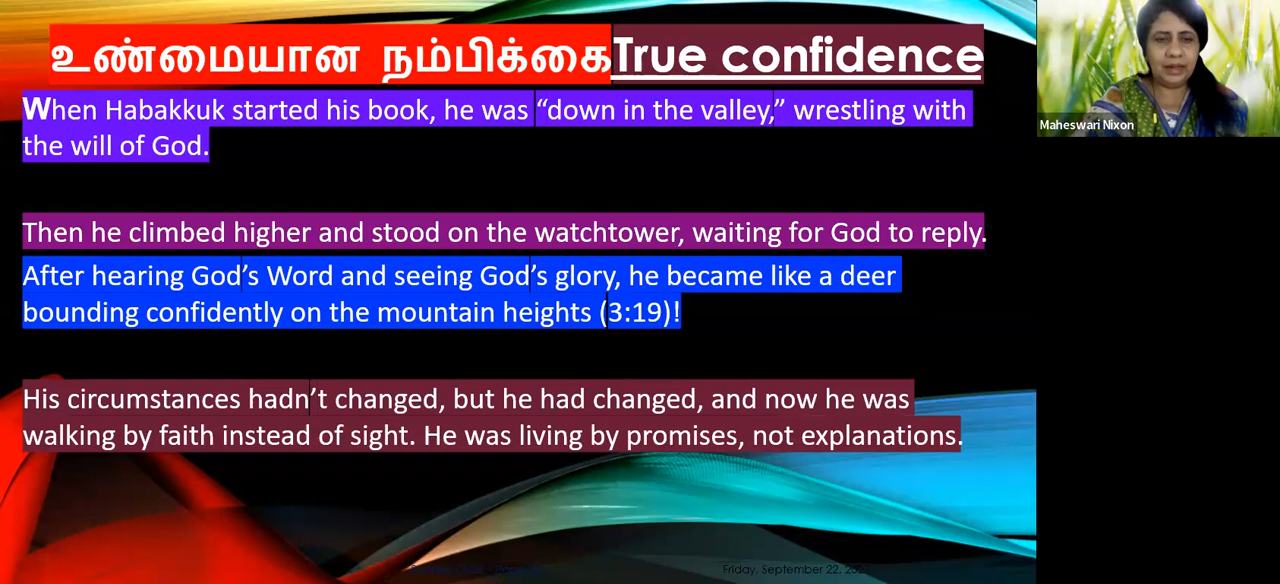 உண்மையான நம்பிக்கைTrue confidence
When Habakkuk started his book, he was “down in the valley,” wrestling with
the will of God.
Then he climbed higher and stood on the watchtower, waiting for God to reply.
After hearing God’s Word and seeing God’s glory, he became like a deer
bounding confidently on the mountain heights (3:19)!
His circumstances hadn’t changed, but he had changed, and now he was
walking by faith instead of sight. He was living by promises, not explanations.
Maheswari Nixon
Friday, September 22,